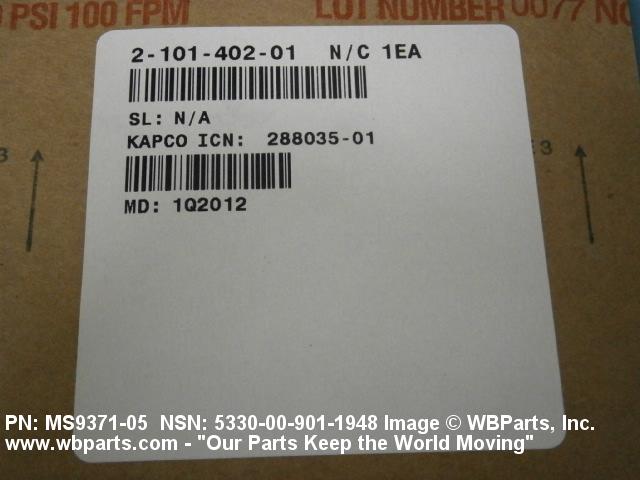 PSI 100 FPM LOT NUMBER 0077
2-101-402-01 N/C 1EA
SL: N/A
KAPCO ICN: 288035-01
MD: 1Q2012
PN: MS9371-05 NSN: 5330-00-901-1948 Image © WBParts, Inc.
www.wbparts.com - "Our Parts Keep the World Moving"